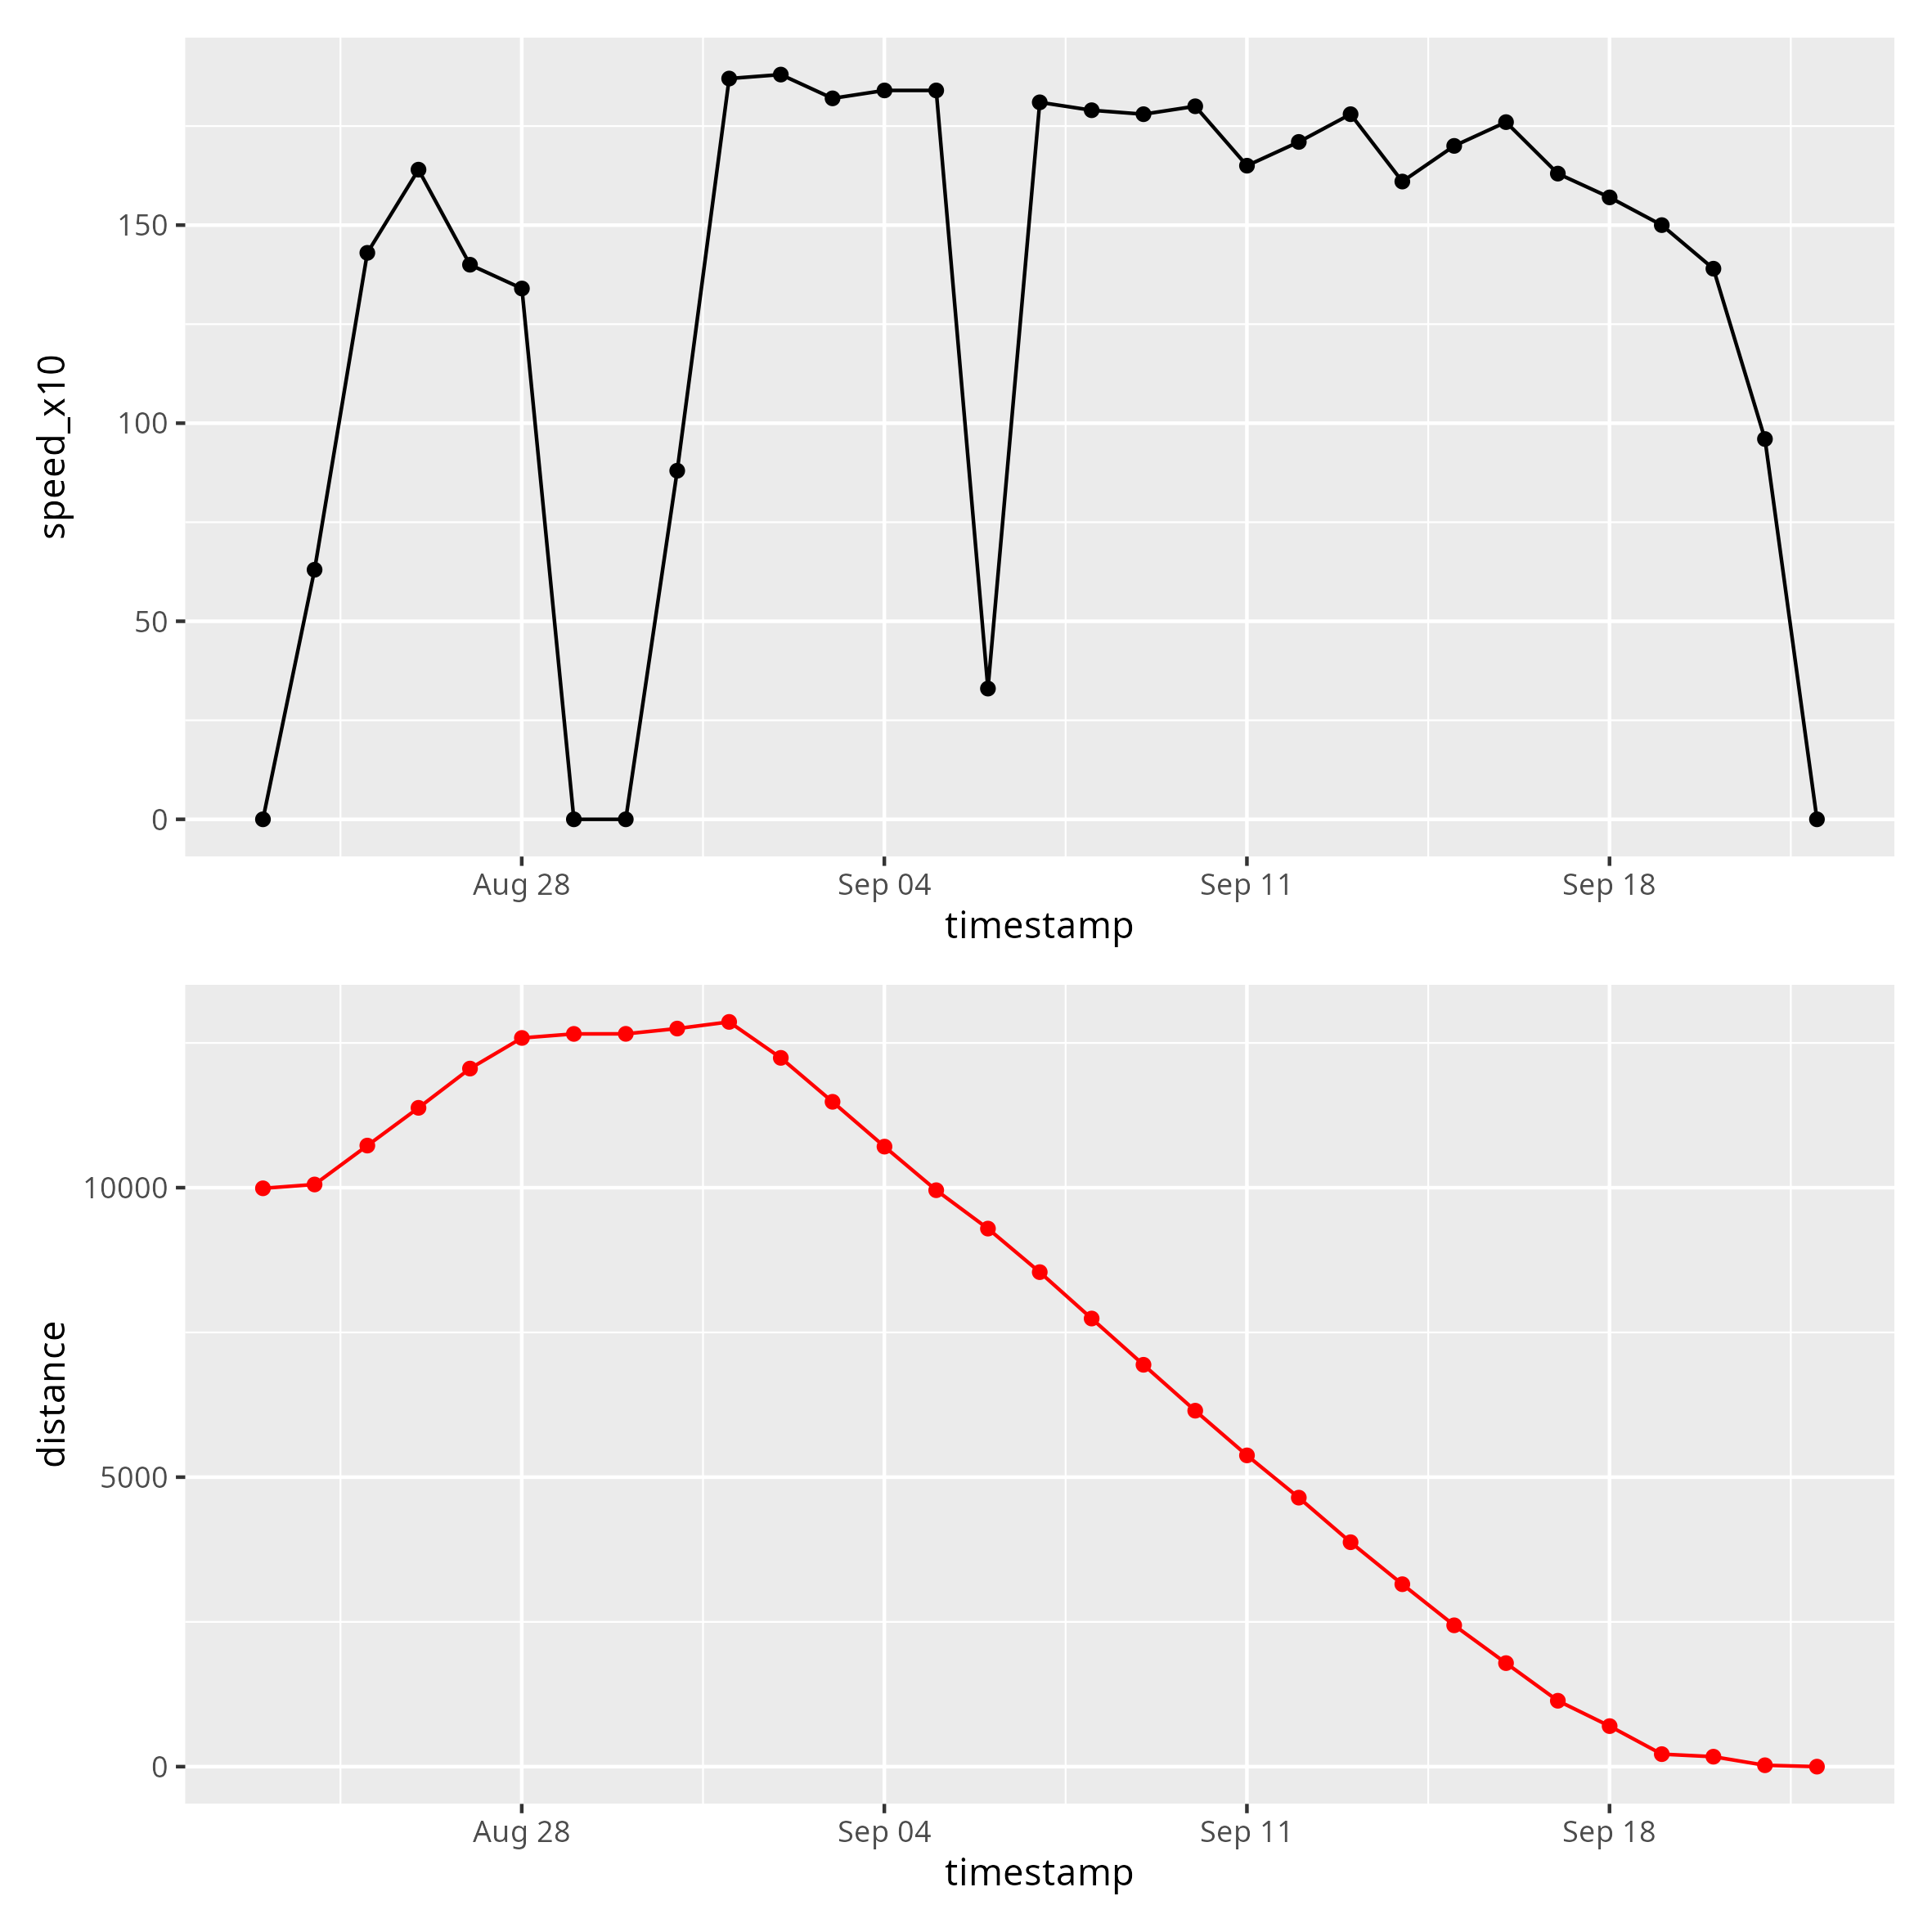 speed_x10
150
100
50
0
Aug 28 Sep 04 Sep 11 Sep 18
timestamp
distance
10000
5000
0
Aug 28 Sep 04 Sep 11 Sep 18
timestamp